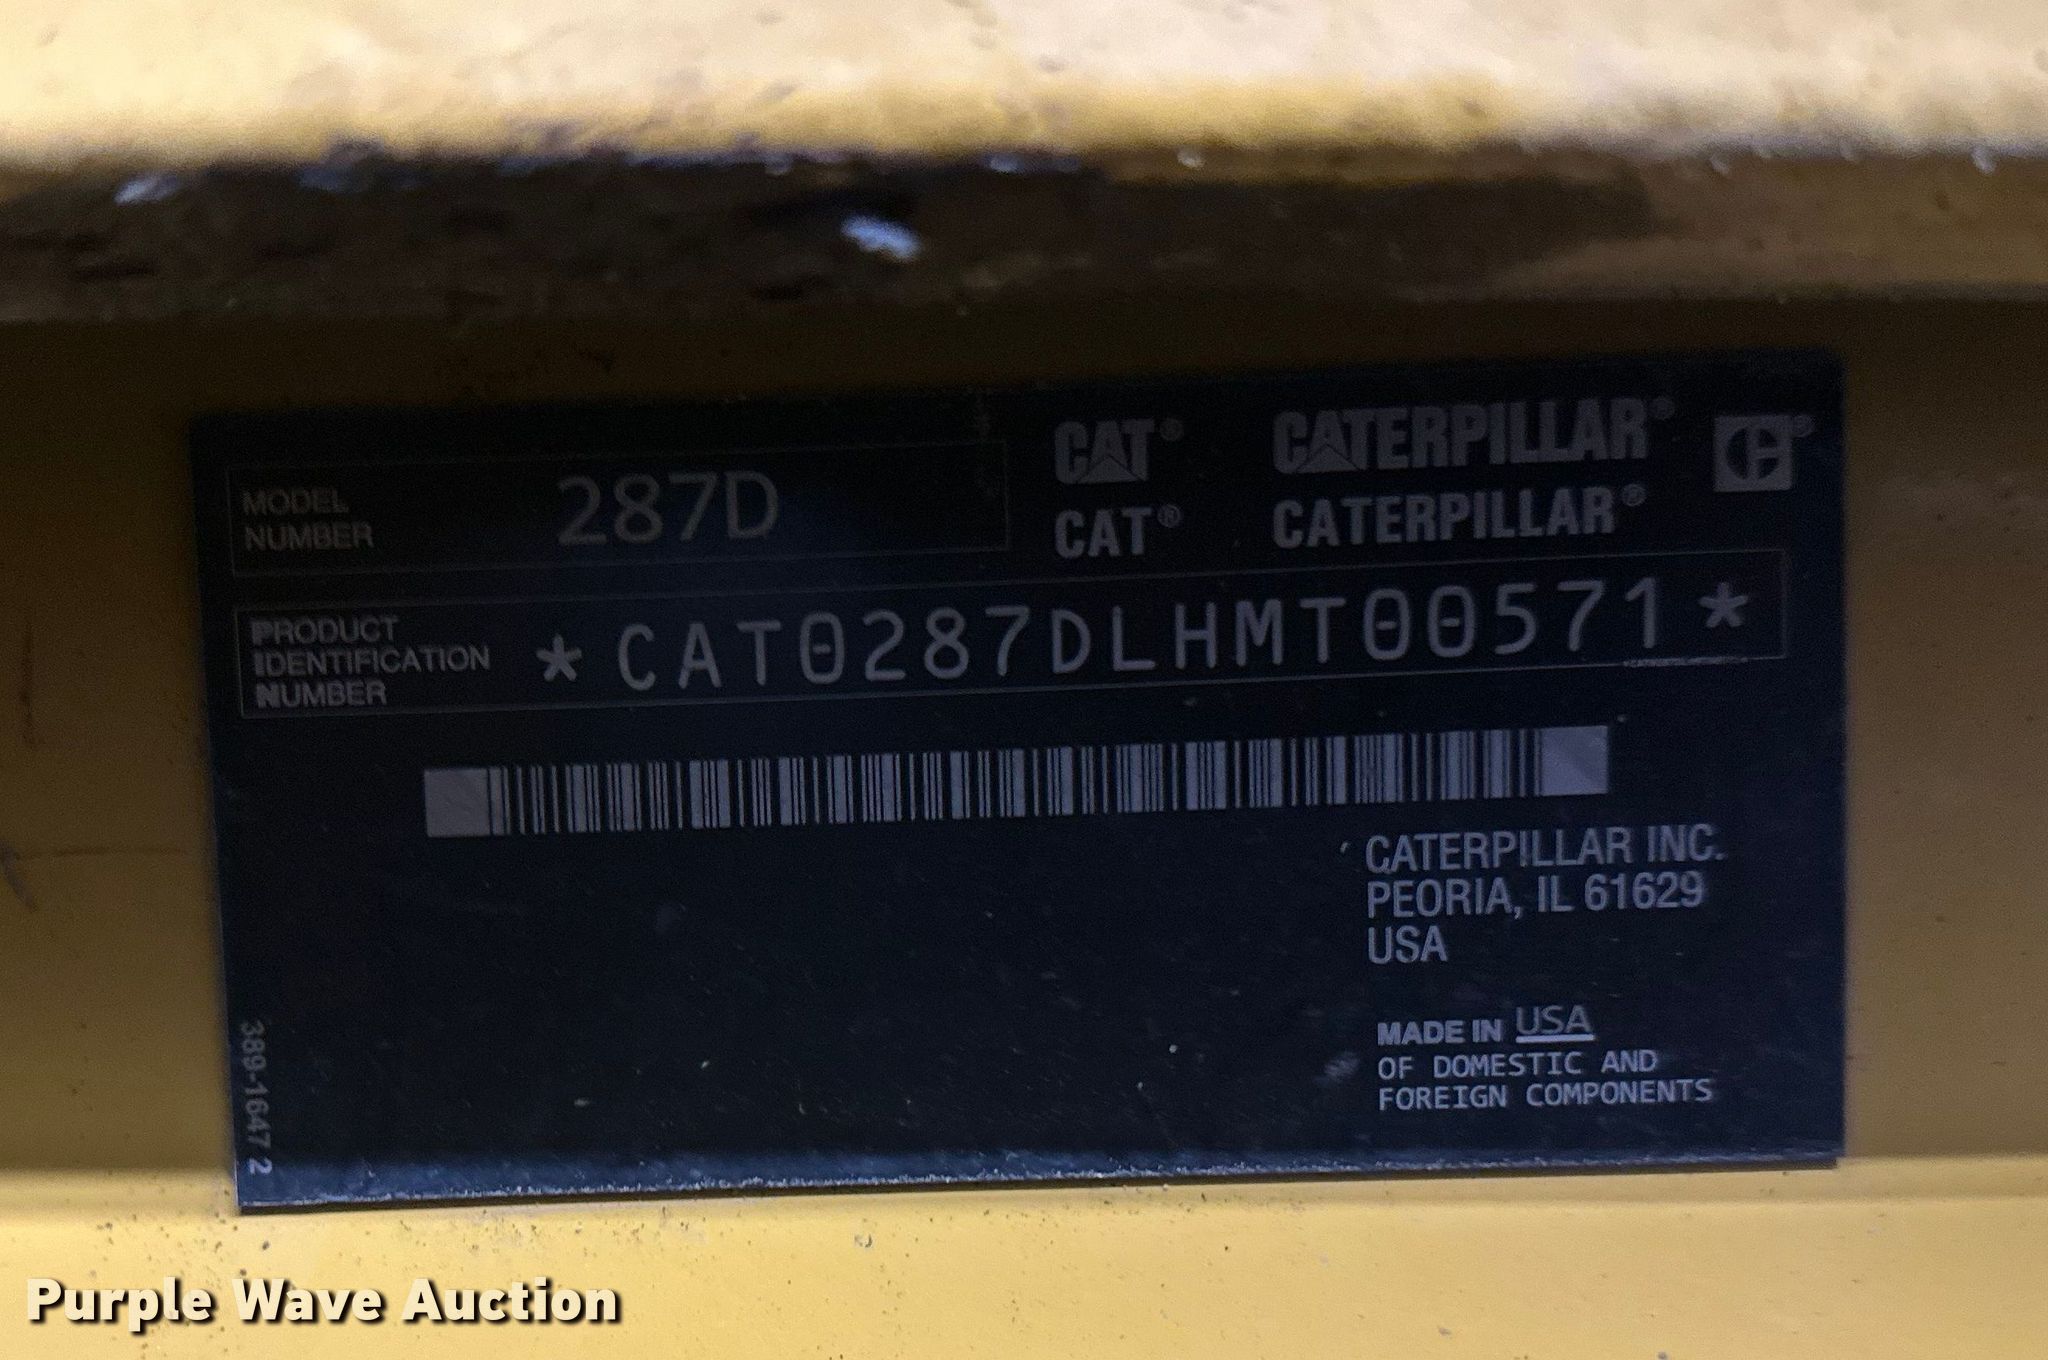 MODEL
NUMBER
287D
CAT® CATERPILLAR®
CAT® CATERPILLAR®
PRODUCT
IDENTIFICATION
NUMBER
*CAT0287DLHMT00571*
CATERPILLAR INC.
PEORIA, IL 61629
USA
MADE IN USA
OF DOMESTIC AND
FOREIGN COMPONENTS
389-1647 2
Purple Wave Auction